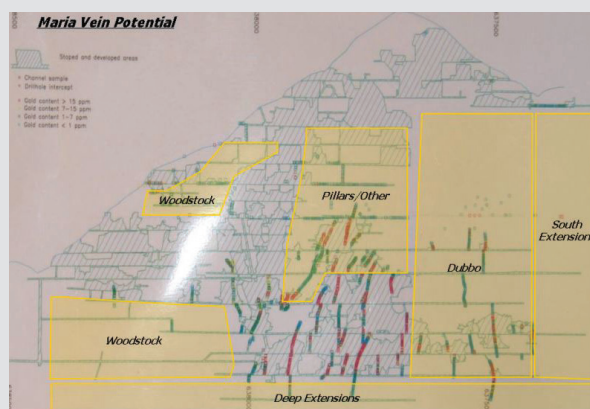 Maria Vein Potential
Stoped and developed areas
Channel sample
Drillhole intercept
Gold content > 15 ppm
Gold content 7-15 ppm
Gold content 1-7 ppm
Gold content < 1 ppm
Woodstock
Pillars/Other
South
Extension
Dubbo
Woodstock
Deep Extensions